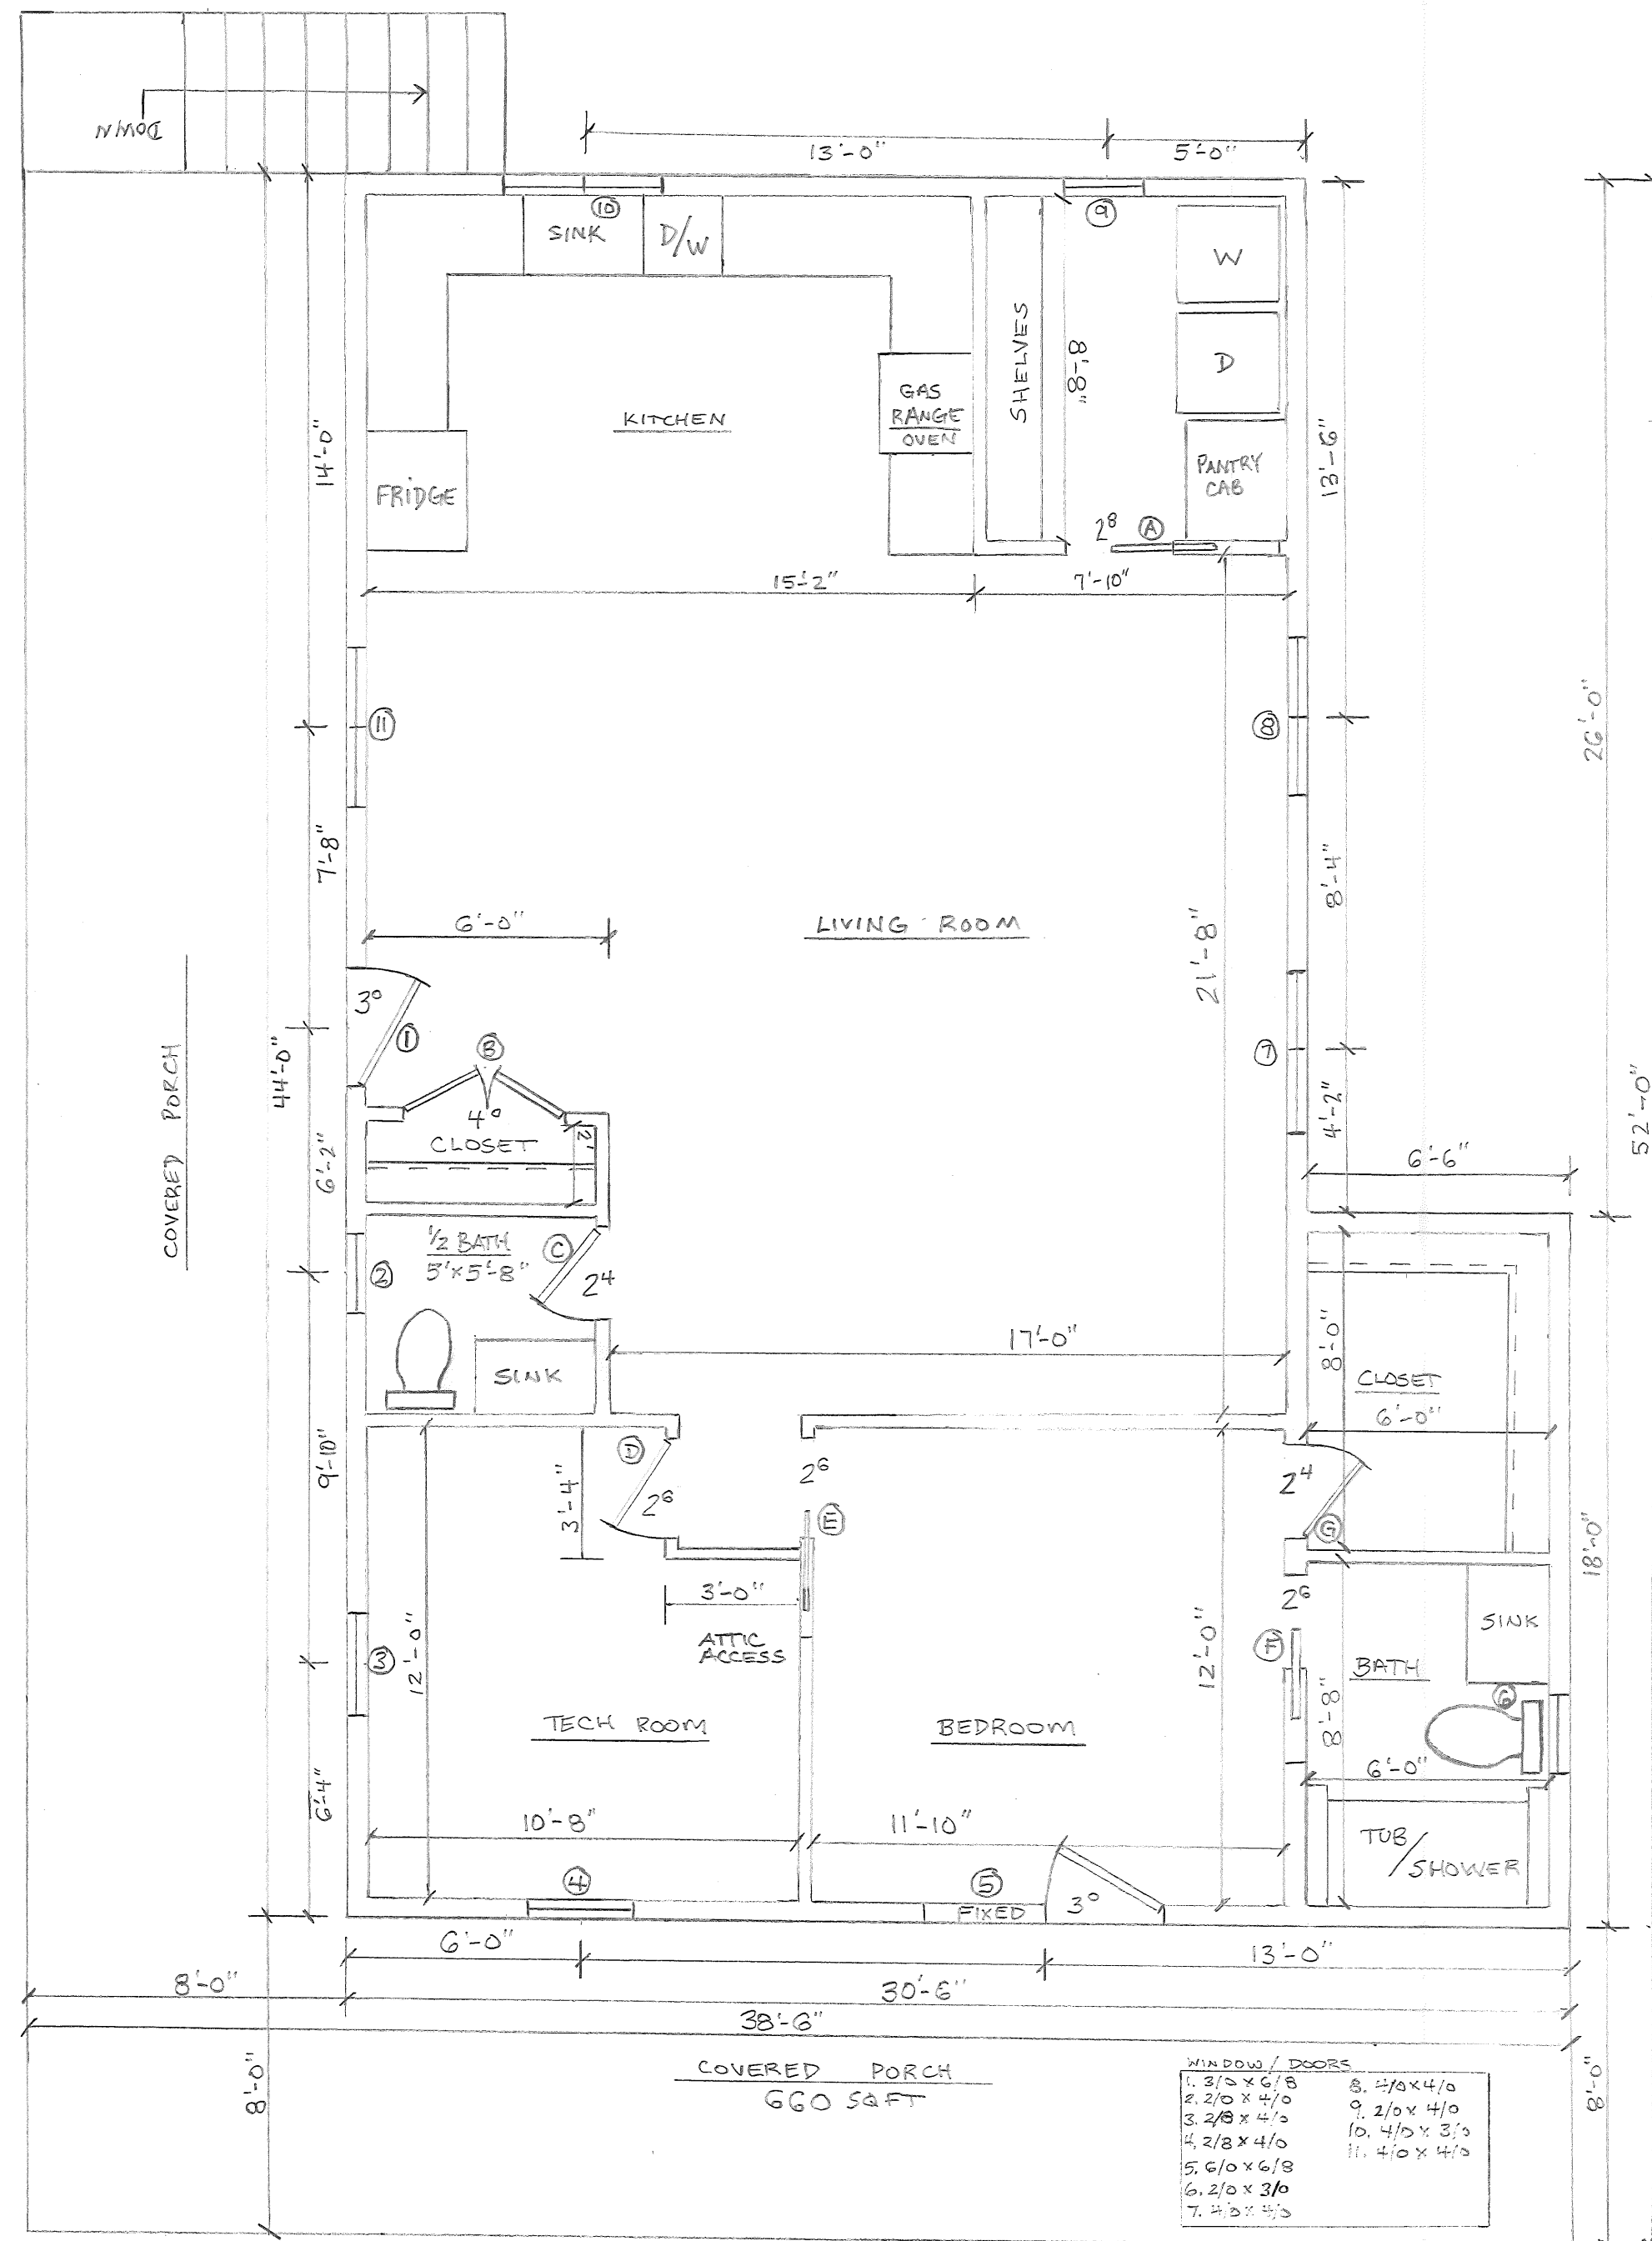 DOWN
13'-0"
5'-0"
10
9
SINK
D/W
W
SHELVES
8'-8"
D
GAS
RANGE
OVEN
KITCHEN
14'-0"
13'-6"
FRIDGE
PANTRY
CAB
2⁸
A
15'-2"
7'-10"
11
8
26'-0"
7'-8"
8'-4"
6'-0"
LIVING ROOM
21'-8"
3⁰
1
B
4⁰
44'-0"
COVERED PORCH
CLOSET
2'
4'-2"
52'-0"
7
6'-2"
6'-6"
1/2 BATH
5'x5'-8"
C
2⁴
2
SINK
17'-0"
8'-0"
CLOSET
6'-0"
9'-10"
D
2⁶
3'-4"
2⁶
E
2⁴
G
18'-0"
3'-0"
ATTIC
ACCESS
2⁶
F
SINK
3
12'-0"
12'-0"
BATH
6
8'-8"
TECH ROOM
BEDROOM
6'-0"
6'-4"
10'-8"
11'-10"
TUB/
SHOWER
4
5
FIXED
3⁰
6'-0"
13'-0"
8'-0"
30'-6"
38'-6"
8'-0"
COVERED PORCH
660 SQFT
8'-0"
WINDOW / DOORS
1. 3/0 x 6/8
2. 2/0 x 4/0
3. 2/8 x 4/0
4. 2/8 x 4/0
5. 6/0 x 6/8
6. 2/0 x 3/0
7. 4/0 x 4/0
8. 4/0 x 4/0
9. 2/0 x 4/0
10. 4/0 x 3/0
11. 4/0 x 4/0